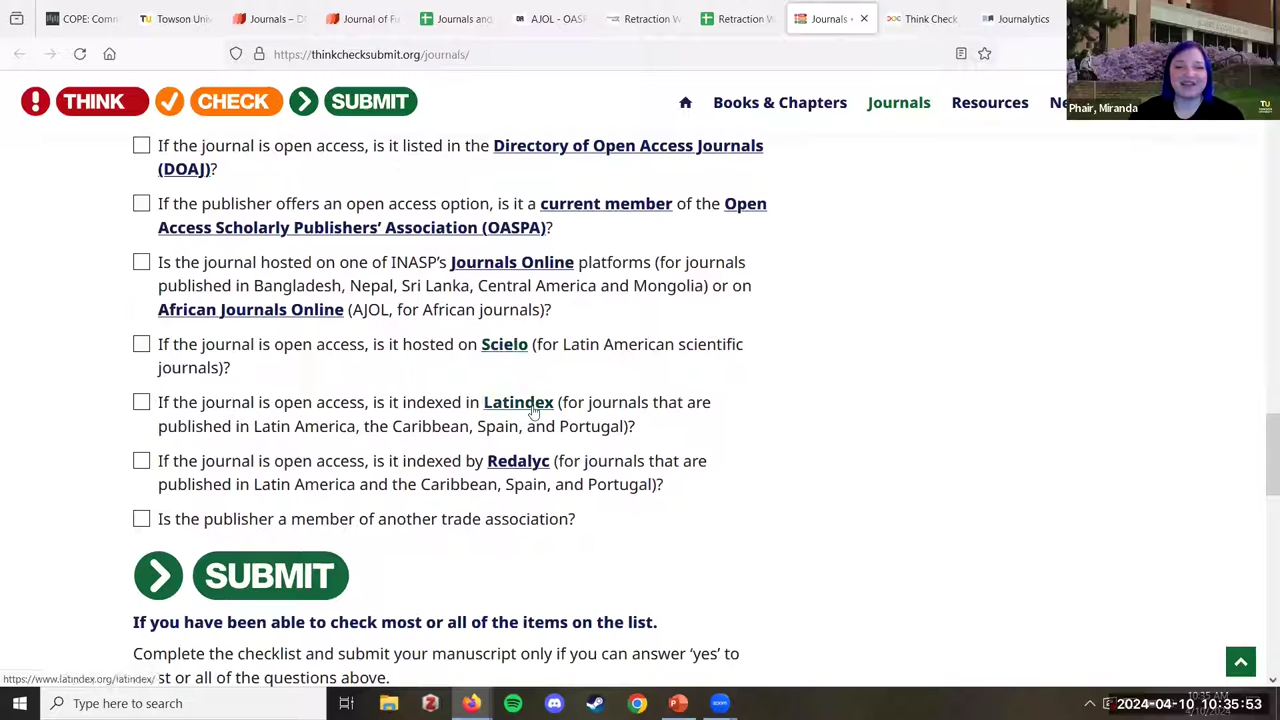 COPE: Comm
Towson Univ
Journals – D
Journal of Fu
Journals and
AJOL - OASP
Retraction W
Retraction W
Journals
Think Check
Journalytics
https://thinkchecksubmit.org/journals/
THINK CHECK SUBMIT
Books & Chapters Journals Resources Ne
Phair, Miranda
TU
If the journal is open access, is it listed in the Directory of Open Access Journals
(DOAJ)?
If the publisher offers an open access option, is it a current member of the Open
Access Scholarly Publishers’ Association (OASPA)?
Is the journal hosted on one of INASP’s Journals Online platforms (for journals
published in Bangladesh, Nepal, Sri Lanka, Central America and Mongolia) or on
African Journals Online (AJOL, for African journals)?
If the journal is open access, is it hosted on Scielo (for Latin American scientific
journals)?
If the journal is open access, is it indexed in Latindex (for journals that are
published in Latin America, the Caribbean, Spain, and Portugal)?
If the journal is open access, is it indexed by Redalyc (for journals that are
published in Latin America and the Caribbean, Spain, and Portugal)?
Is the publisher a member of another trade association?
SUBMIT
If you have been able to check most or all of the items on the list.
Complete the checklist and submit your manuscript only if you can answer ‘yes’ to
st or all of the questions above.
https://www.latindex.org/latindex/
Type here to search
10:35 AM
2024-04-10 10:35:53